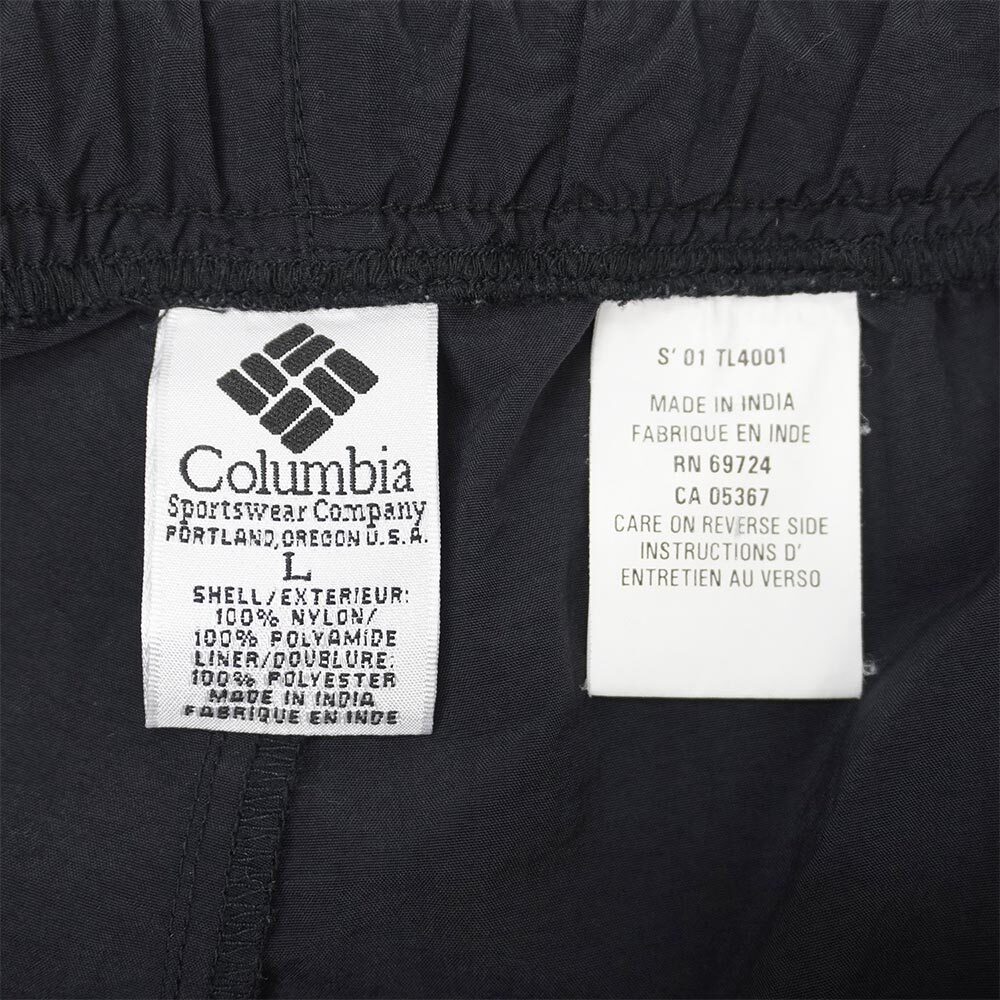 Columbia
Sportswear Company
PORTLAND, OREGON U.S.A.
L
SHELL/EXTERIEUR:
100% NYLON/
100% POLYAMIDE
LINER/DOUBLURE:
100% POLYESTER
MADE IN INDIA
FABRIQUE EN INDE
S' 01 TL4001
MADE IN INDIA
FABRIQUE EN INDE
RN 69724
CA 05367
CARE ON REVERSE SIDE
INSTRUCTIONS D'
ENTRETIEN AU VERSO